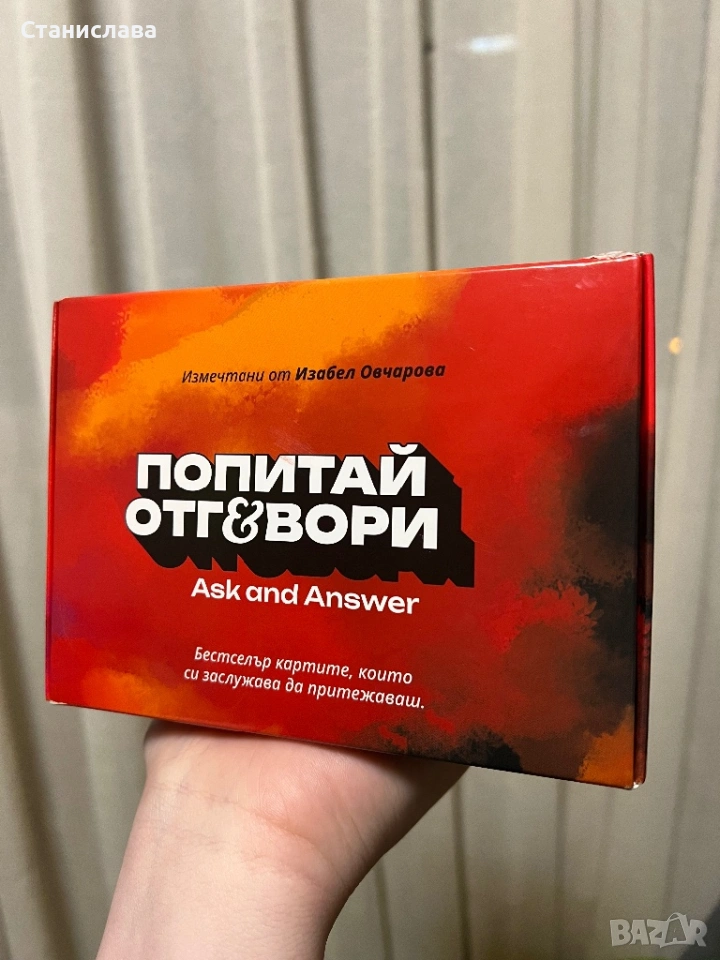 Станислава
Измечтани от Изабел Овчарова
ПОПИТАЙ
ОТГ&ВОРИ
Ask and Answer
Бестселър картите, които
си заслужава да притежаваш.
BAZAR